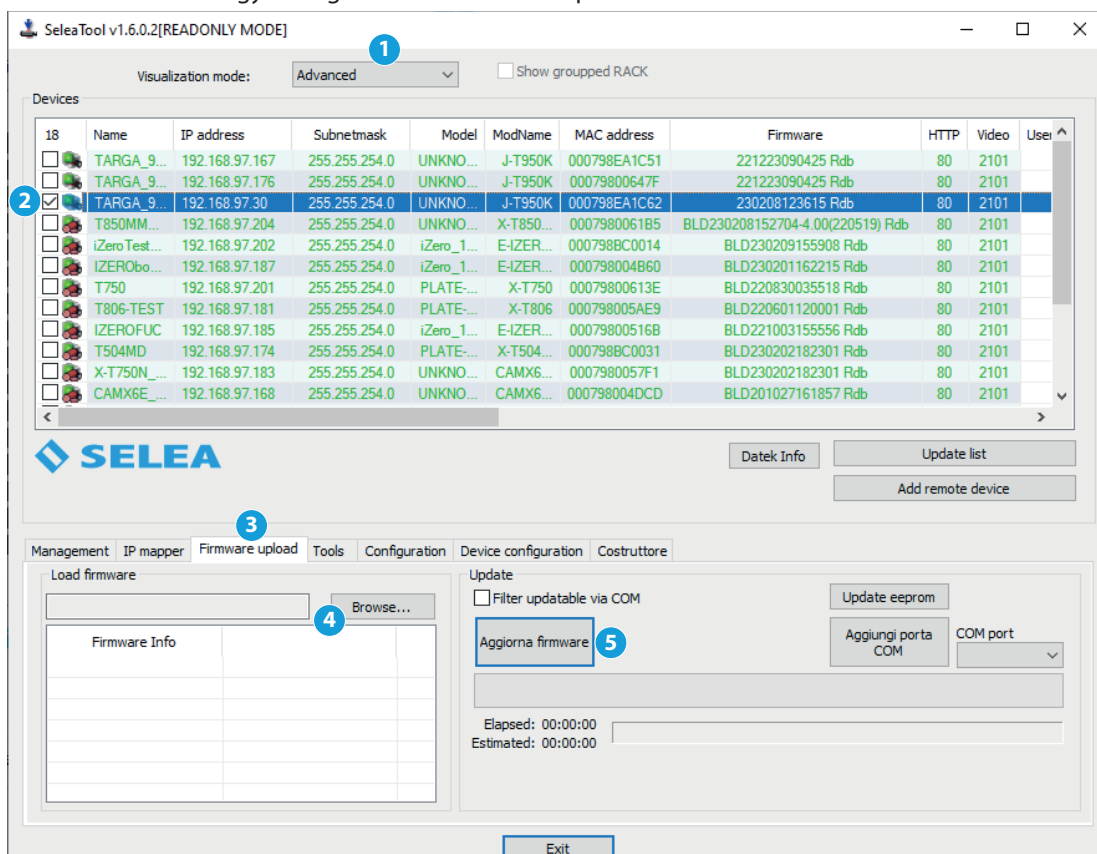 SeleaTool v1.6.0.2[READONLY MODE]
1
Visualization mode: Advanced Show groupped RACK
Devices
18 Name IP address Subnetmask Model ModName MAC address Firmware HTTP Video User
TARGA_9... 192.168.97.167 255.255.254.0 UNKNO... J-T950K 000798EA1C51 221223090425 Rdb 80 2101
TARGA_9... 192.168.97.176 255.255.254.0 UNKNO... J-T950K 00079800647F 221223090425 Rdb 80 2101
2 TARGA_9... 192.168.97.30 255.255.254.0 UNKNO... J-T950K 000798EA1C62 230208123615 Rdb 80 2101
T850MM... 192.168.97.204 255.255.254.0 UNKNO... X-T850... 0007980061B5 BLD230208152704-4.00(220519) Rdb 80 2101
iZeroTest... 192.168.97.202 255.255.254.0 iZero_1... E-IZER... 000798BC0014 BLD230209155908 Rdb 80 2101
IZERObo... 192.168.97.187 255.255.254.0 iZero_1... E-IZER... 000798004B60 BLD230201162215 Rdb 80 2101
T750 192.168.97.201 255.255.254.0 PLATE-... X-T750 00079800613E BLD220830035518 Rdb 80 2101
T806-TEST 192.168.97.181 255.255.254.0 PLATE-... X-T806 000798005AE9 BLD220601120001 Rdb 80 2101
IZEROFUC 192.168.97.185 255.255.254.0 iZero_1... E-IZER... 00079800516B BLD221003155556 Rdb 80 2101
T504MD 192.168.97.174 255.255.254.0 PLATE-... X-T504... 000798BC0031 BLD230202182301 Rdb 80 2101
X-T750N_... 192.168.97.183 255.255.254.0 UNKNO... CAMX6... 0007980057F1 BLD230202182301 Rdb 80 2101
CAMX6E_... 192.168.97.168 255.255.254.0 UNKNO... CAMX6... 000798004DCD BLD201027161857 Rdb 80 2101
SELEA
Datek Info Update list
Add remote device
3
Management IP mapper Firmware upload Tools Configuration Device configuration Costruttore
Load firmware
Browse...
4
Firmware Info
Update
Filter updatable via COM
Update eeprom
Aggiorna firmware 5
Aggiungi porta
COM
COM port
Elapsed: 00:00:00
Estimated: 00:00:00
Exit